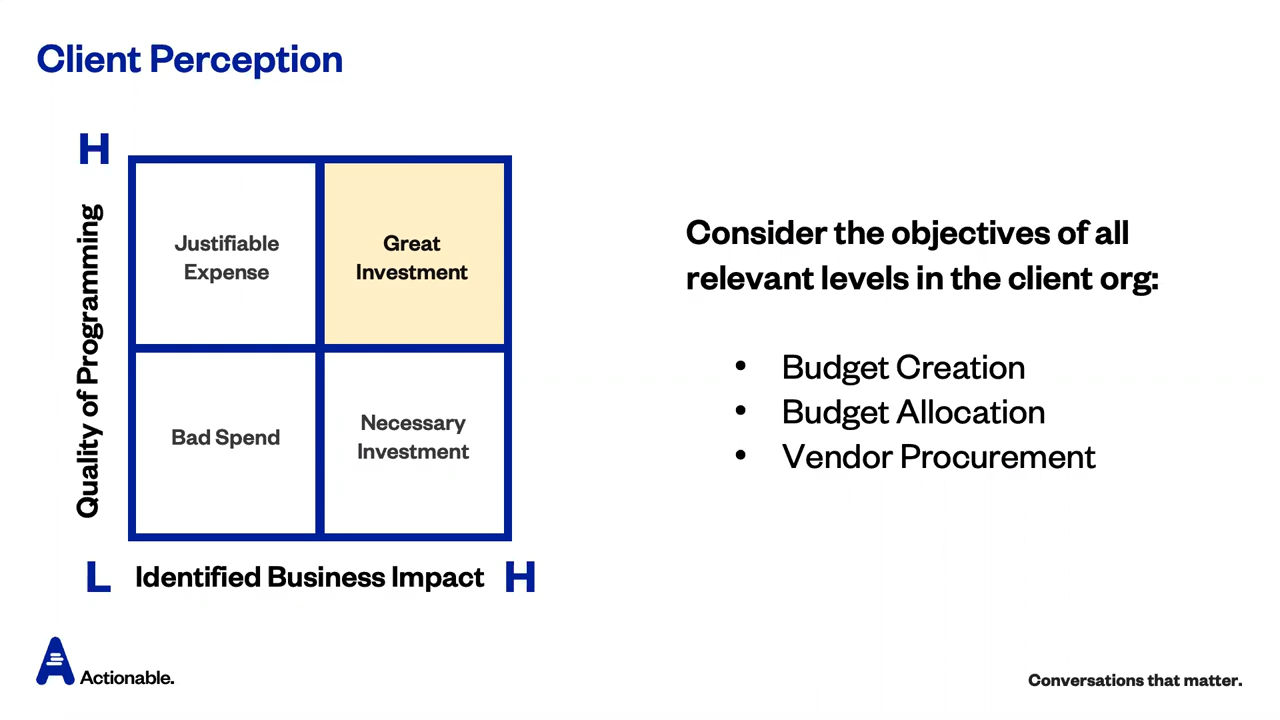 Client Perception
H
Quality of Programming
Justifiable
Expense
Great
Investment
Bad Spend
Necessary
Investment
L
Identified Business Impact
H
Consider the objectives of all
relevant levels in the client org:
• Budget Creation
• Budget Allocation
• Vendor Procurement
A
Actionable.
Conversations that matter.